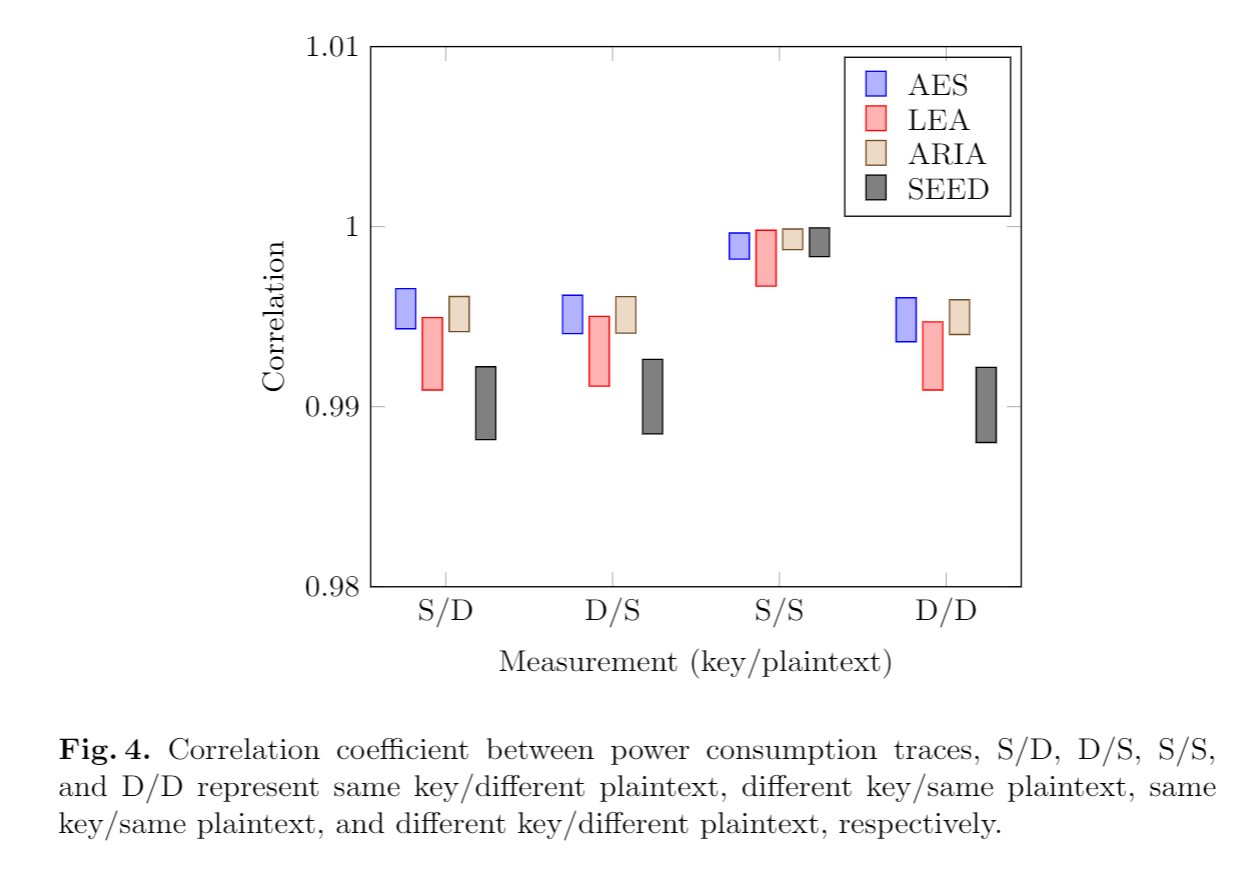 1.01
1
0.99
0.98
Correlation
AES
LEA
ARIA
SEED
S/D D/S S/S D/D
Measurement (key/plaintext)
Fig. 4. Correlation coefficient between power consumption traces, S/D, D/S, S/S,
and D/D represent same key/different plaintext, different key/same plaintext, same
key/same plaintext, and different key/different plaintext, respectively.